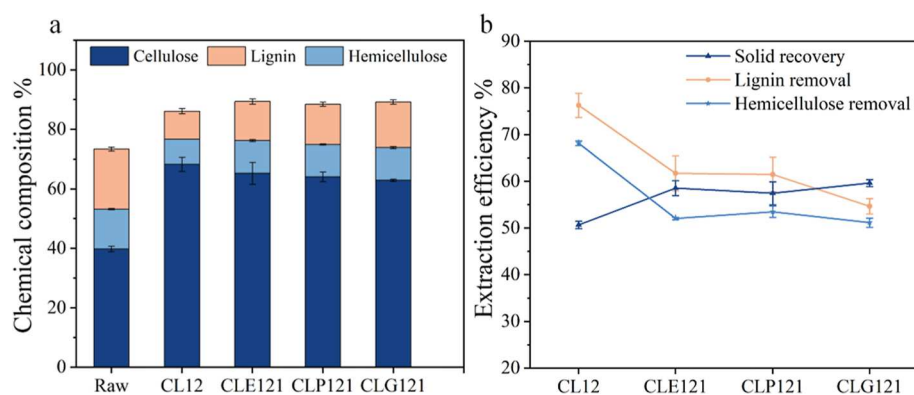 a
Chemical composition %
100
80
60
40
20
0
Cellulose Lignin Hemicellulose
Raw CL12 CLE121 CLP121 CLG121
b
Extraction efficiency %
90
80
70
60
50
40
30
20
Solid recovery
Lignin removal
Hemicellulose removal
CL12 CLE121 CLP121 CLG121